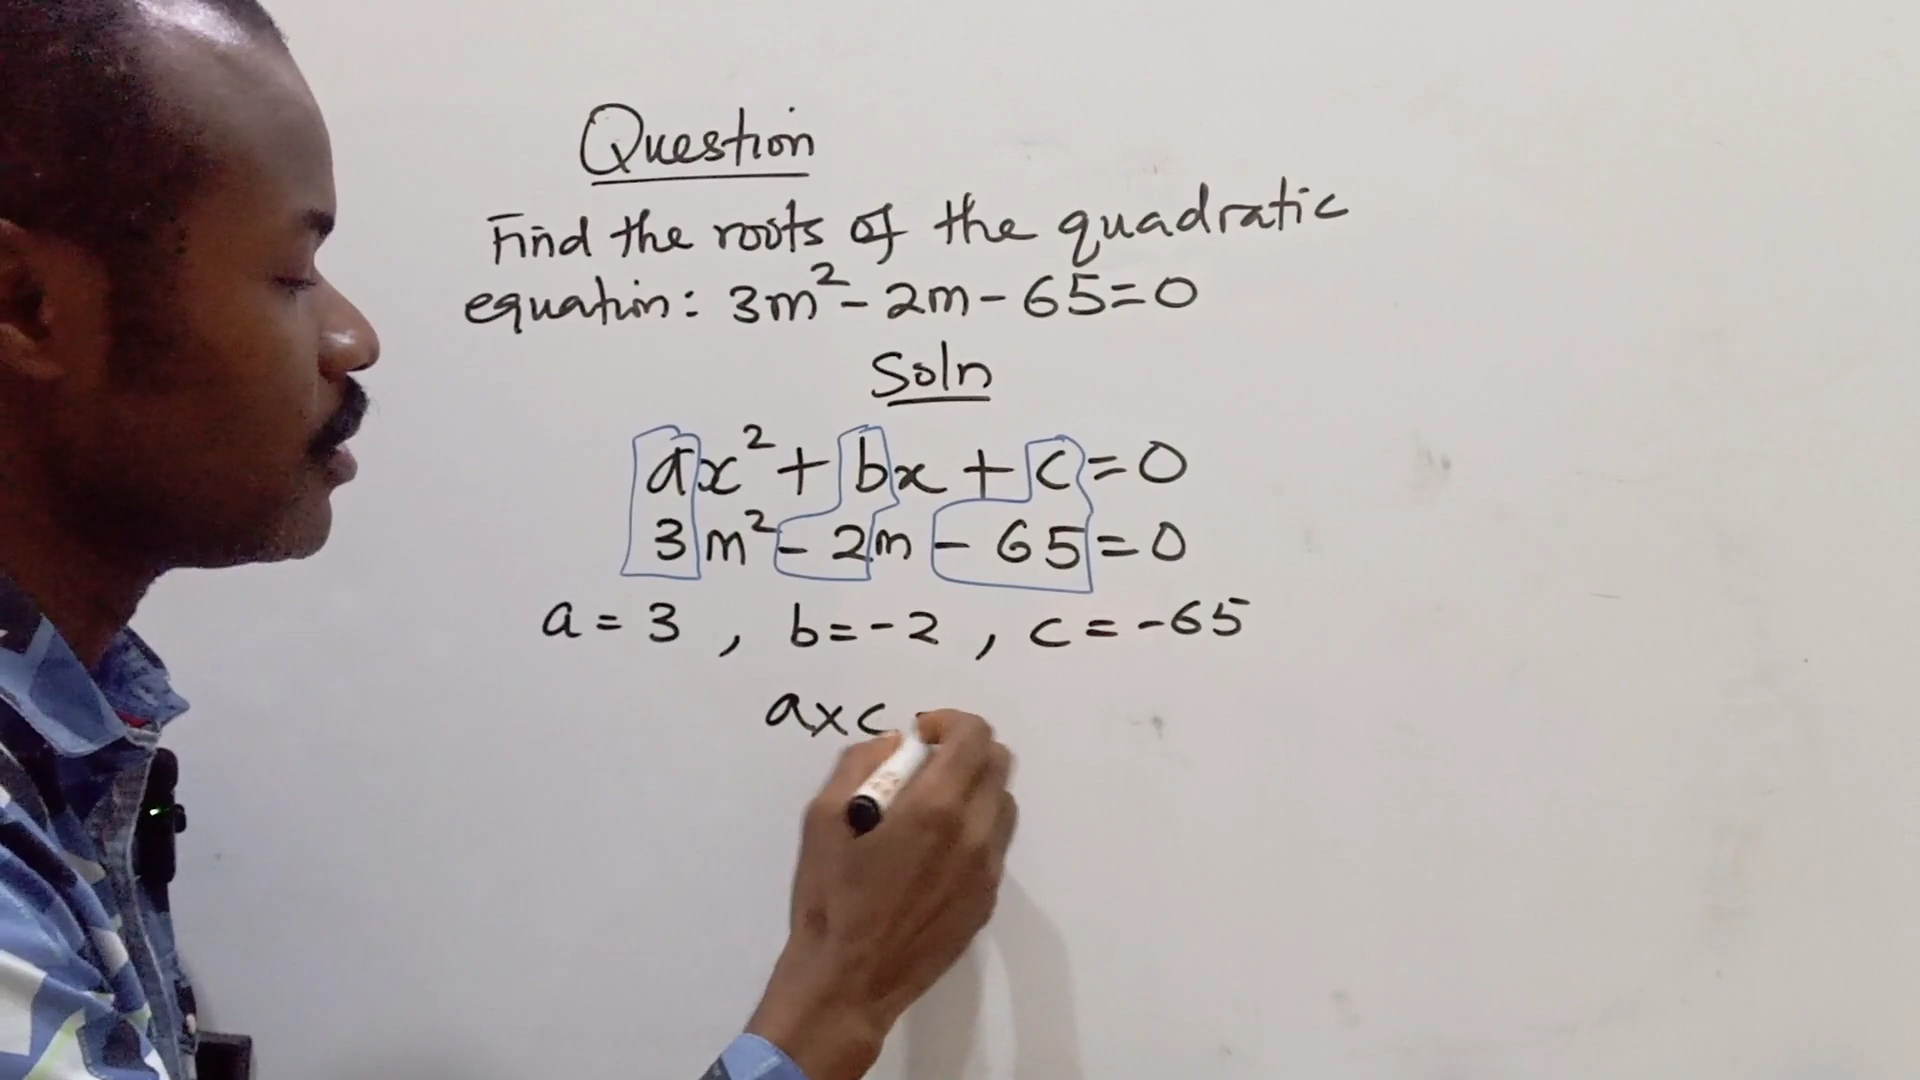 Question
Find the roots of the quadratic
equation: 3m² - 2m - 65 = 0
Soln
ax² + bx + c = 0
3m² - 2m - 65 = 0
a = 3 , b = -2 , c = -65
axc